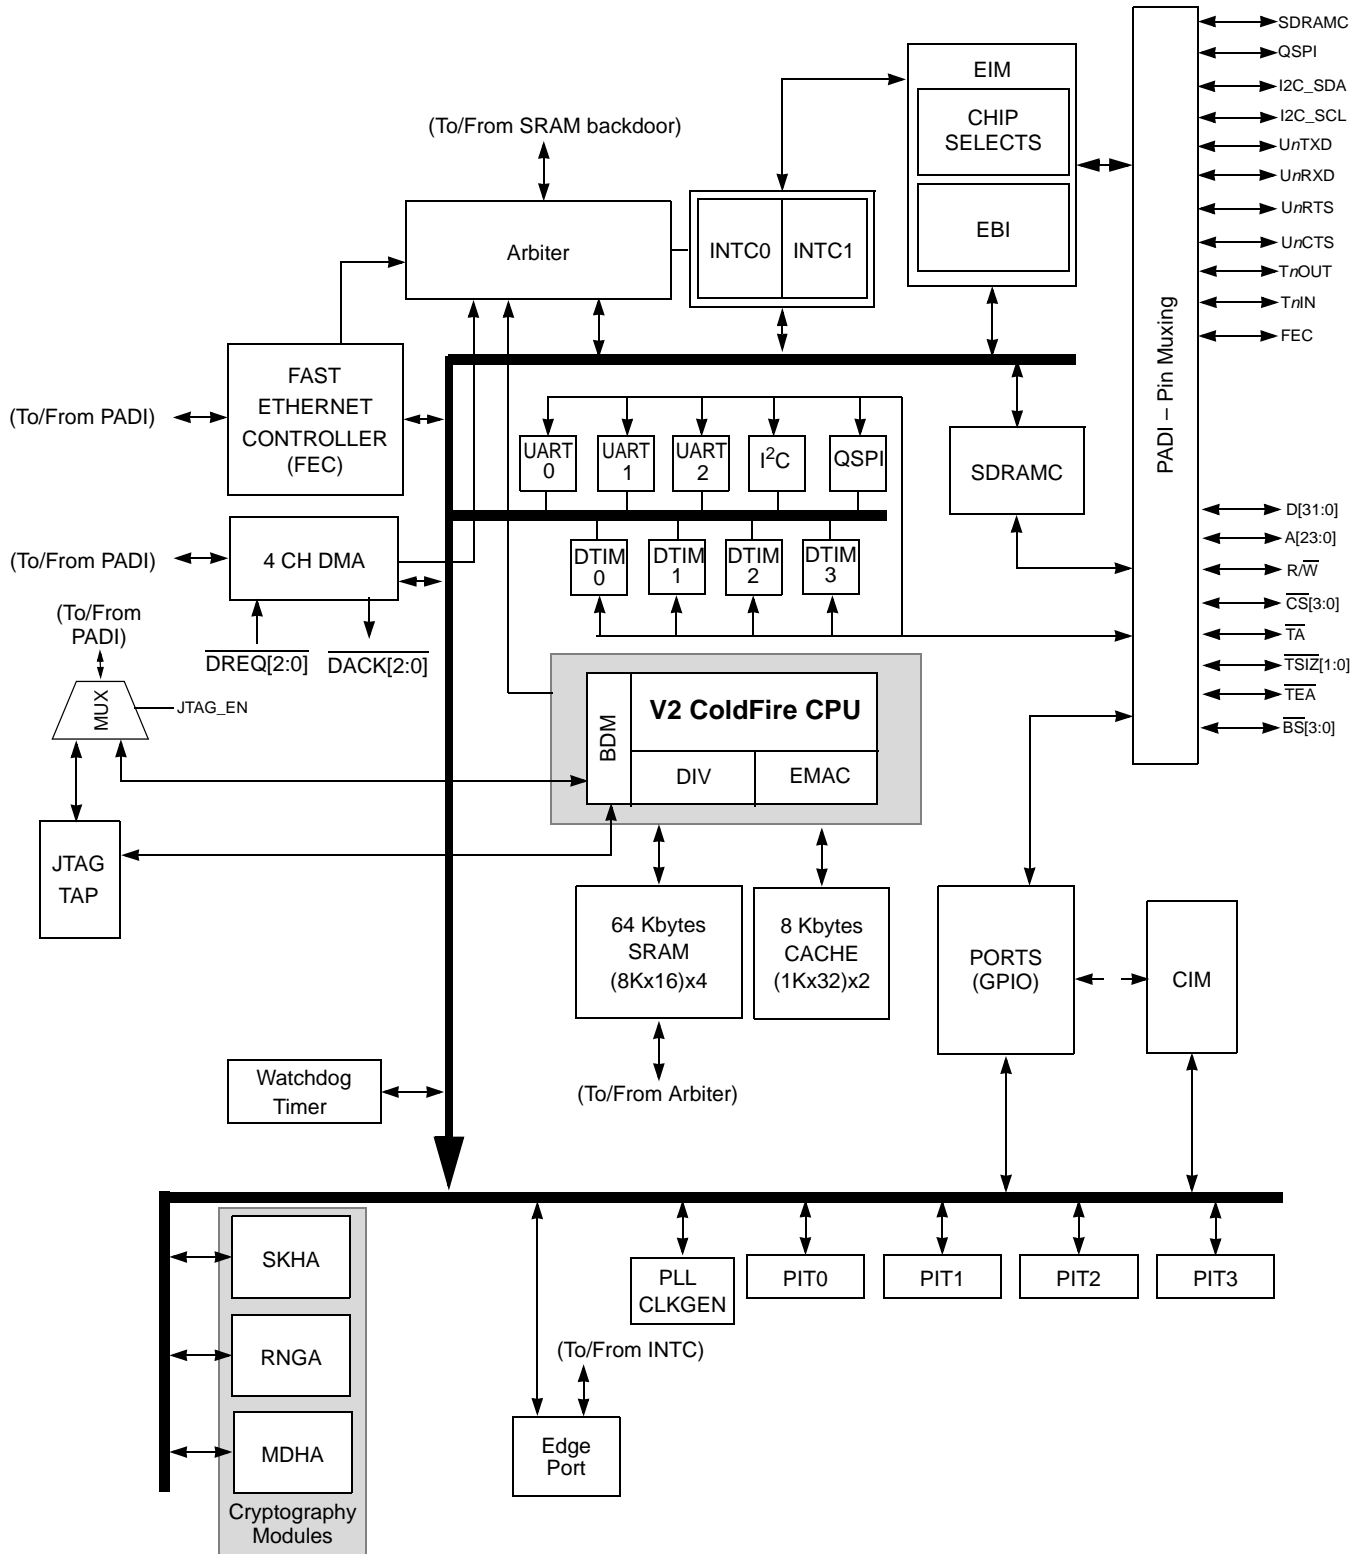 SDRAMC
QSPI
I2C_SDA
I2C_SCL
UnTXD
UnRXD
UnRTS
UnCTS
TnOUT
TnIN
FEC
PADI – Pin Muxing
D[31:0]
A[23:0]
R/W
CS[3:0]
TA
TSIZ[1:0]
TEA
BS[3:0]
EIM
CHIP
SELECTS
EBI
(To/From SRAM backdoor)
Arbiter
INTC0
INTC1
FAST
ETHERNET
CONTROLLER
(FEC)
(To/From PADI)
UART
0
UART
1
UART
2
I2C
QSPI
SDRAMC
(To/From PADI)
4 CH DMA
DTIM
0
DTIM
1
DTIM
2
DTIM
3
(To/From
PADI)
DREQ[2:0]
DACK[2:0]
MUX
JTAG_EN
BDM
V2 ColdFire CPU
DIV
EMAC
JTAG
TAP
64 Kbytes
SRAM
(8Kx16)x4
8 Kbytes
CACHE
(1Kx32)x2
PORTS
(GPIO)
CIM
Watchdog
Timer
(To/From Arbiter)
SKHA
RNGA
MDHA
Cryptography
Modules
PLL
CLKGEN
PIT0
PIT1
PIT2
PIT3
(To/From INTC)
Edge
Port